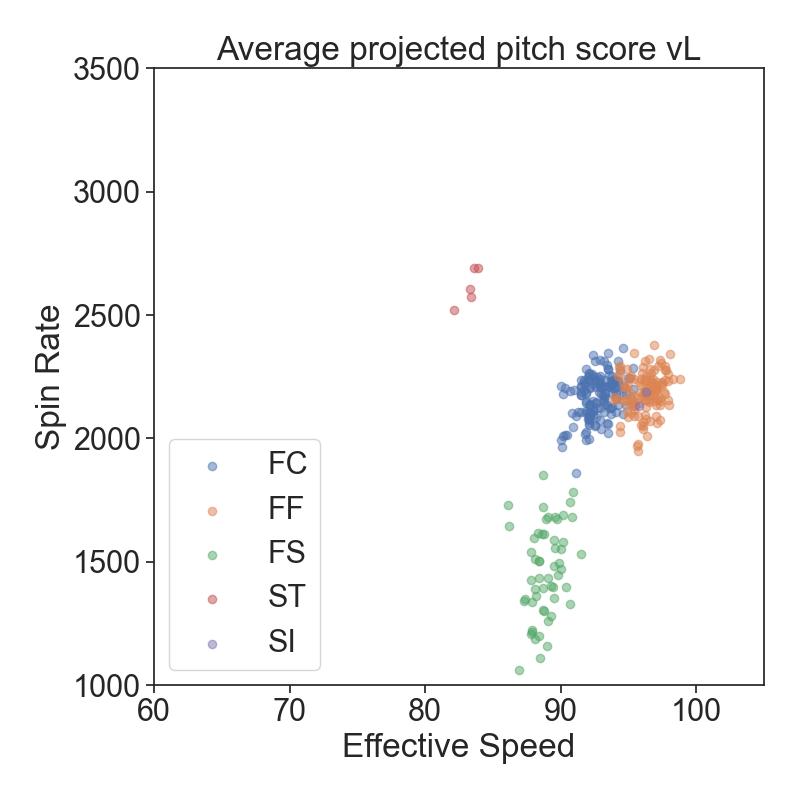 Average projected pitch score vL
3500
3000
2500
2000
1500
1000
Spin Rate
FC
FF
FS
ST
SI
60 70 80 90 100
Effective Speed